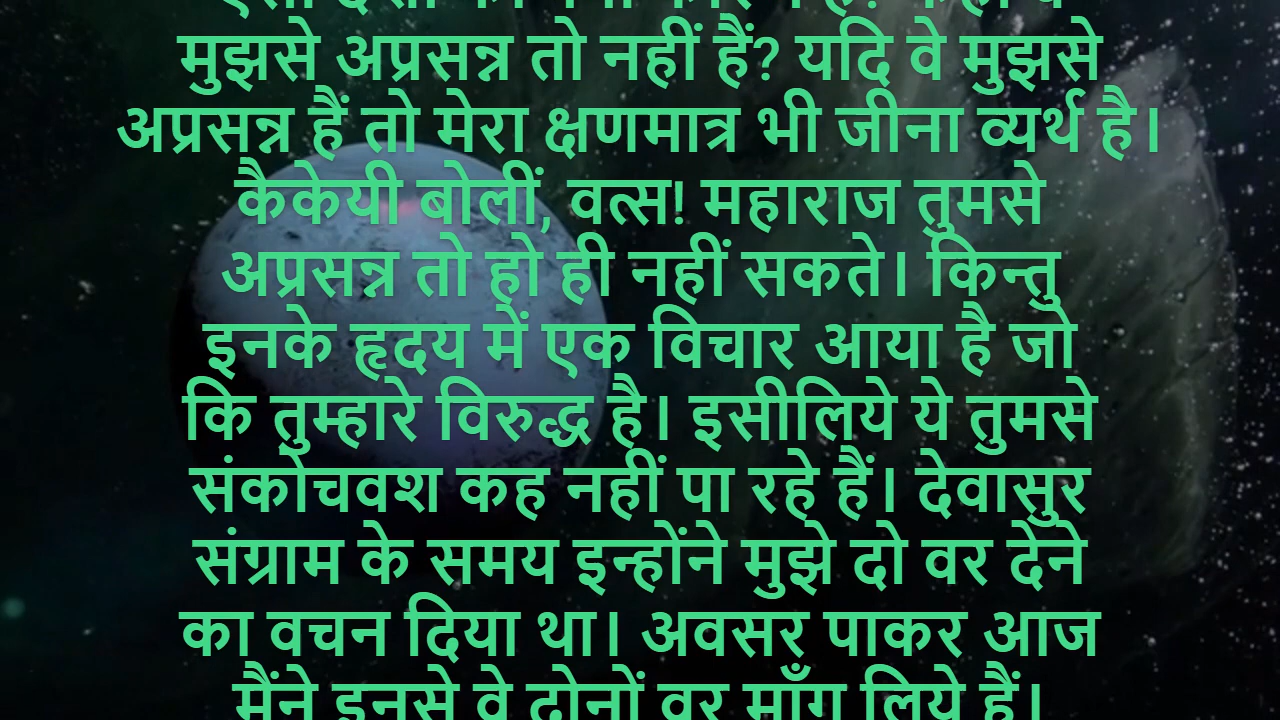 मुझसे अप्रसन्न तो नहीं हैं? यदि वे मुझसे
अप्रसन्न हैं तो मेरा क्षणमात्र भी जीना व्यर्थ है।
कैकेयी बोलीं, वत्स! महाराज तुमसे
अप्रसन्न तो हो ही नहीं सकते। किन्तु
इनके हृदय में एक विचार आया है जो
कि तुम्हारे विरुद्ध है। इसीलिये ये तुमसे
संकोचवश कह नहीं पा रहे हैं। देवासुर
संग्राम के समय इन्होंने मुझे दो वर देने
का वचन दिया था। अवसर पाकर आज
मैंने इनसे वे दोनों वर माँग लिये हैं।